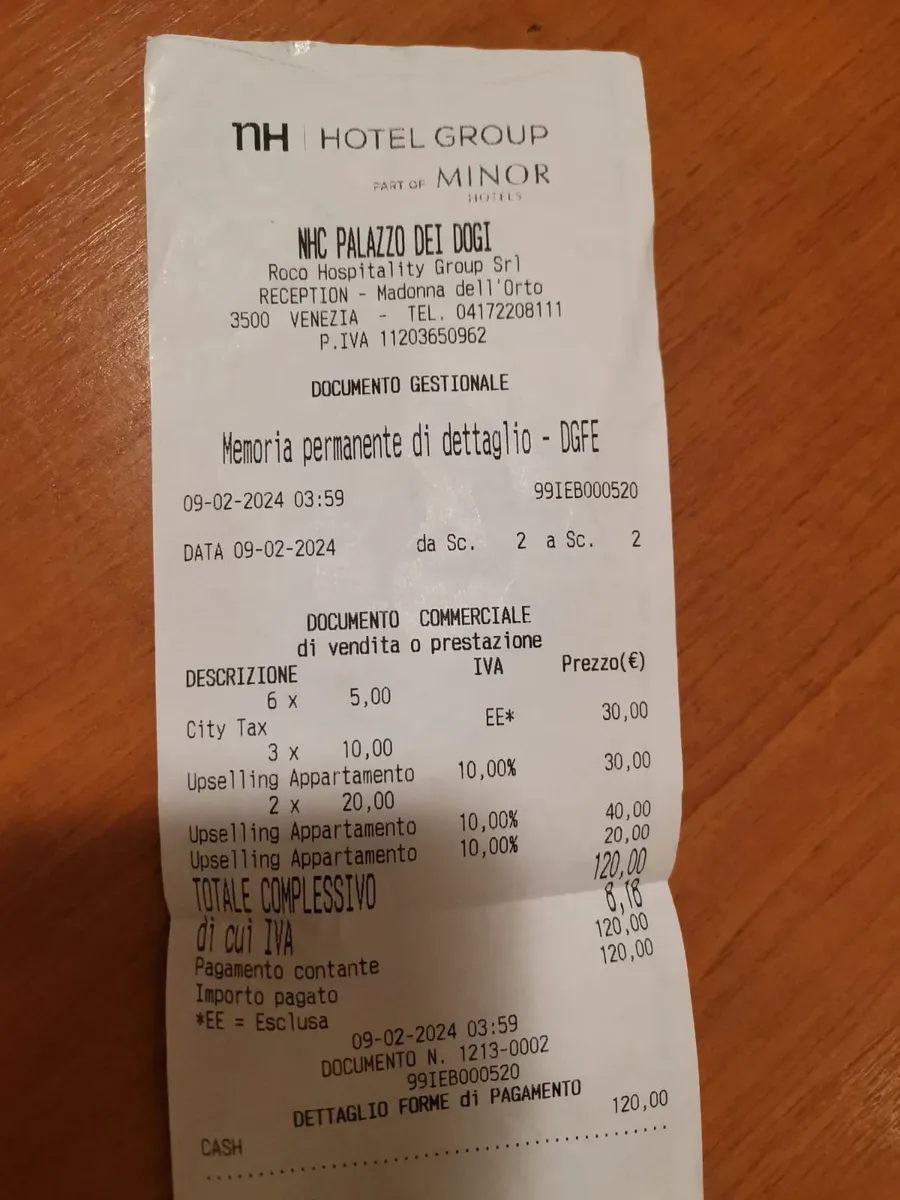 nH | HOTEL GROUP
PART OF MINOR
HOTELS
NHC PALAZZO DEI DOGI
Roco Hospitality Group Srl
RECEPTION - Madonna dell'Orto
3500 VENEZIA - TEL. 04172208111
P.IVA 11203650962
DOCUMENTO GESTIONALE
Memoria permanente di dettaglio - DGFE
09-02-2024 03:59 99IEB000520
DATA 09-02-2024 da Sc. 2 a Sc. 2
DOCUMENTO COMMERCIALE
di vendita o prestazione
DESCRIZIONE IVA Prezzo(€)
6 x 5,00
City Tax EE* 30,00
3 x 10,00
Upselling Appartamento 10,00% 30,00
2 x 20,00
Upselling Appartamento 10,00% 40,00
Upselling Appartamento 10,00% 20,00
TOTALE COMPLESSIVO 120,00
di cui IVA 8,18
Pagamento contante 120,00
Importo pagato 120,00
*EE = Esclusa
09-02-2024 03:59
DOCUMENTO N. 1213-0002
99IEB000520
DETTAGLIO FORME di PAGAMENTO
CASH 120,00